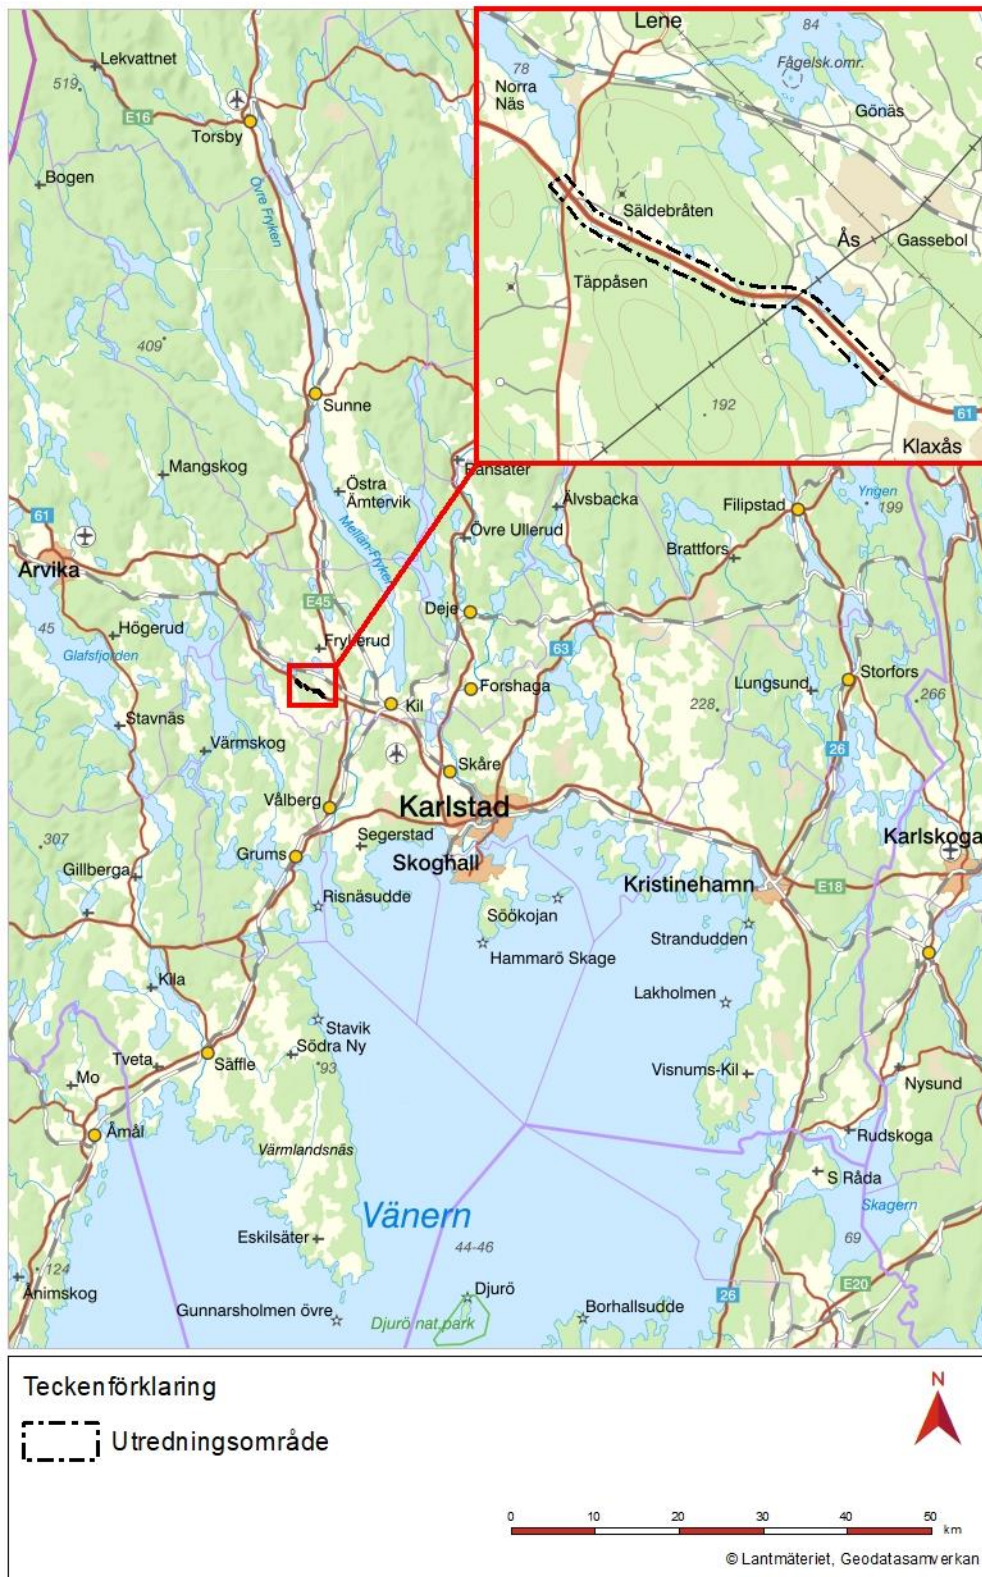 Lekvattnet
519
E16
Torsby
Bogen
Övre Fryken
409
Sunne
Mangskog
Östra
Ämtervik
Mellan-Fryken
61
Arvika
E45
Högerud
45
Glafsfjorden
Frykerud
Stavnäs
Värmskog
Kil
Lene
84
Fågelsk.omr.
78
Norra
Näs
Gönäs
Säldebråten
Ås
Gassebol
Täppåsen
192
61
Klaxås
Ransäter
Älvsbacka
Övre Ullerud
Filipstad
Yngen
199
Brattfors
Deje
63
Forshaga
Lungsund
Storfors
228
266
26
Skåre
Vålberg
Karlstad
Segerstad
Skoghall
Karlskoga
307
Grums
Gillberga
Kristinehamn
E18
Risnäsudde
Söökojan
Strandudden
Hammarö Skage
Kila
Lakholmen
Stavik
Södra Ny
93
Säffle
Tveta
Mo
Visnums-Kil
Nysund
Åmål
Värmlandsnäs
Rudskoga
S Råda
Skagern
Vänern
44-46
69
Eskilsäter
124
Ånimskog
Gunnarsholmen övre
Djurö
Djurö nat.park
Borhallsudde
26
E20
Teckenförklaring
Utredningsområde
N
0 10 20 30 40 50
km
© Lantmäteriet, Geodatasamverkan